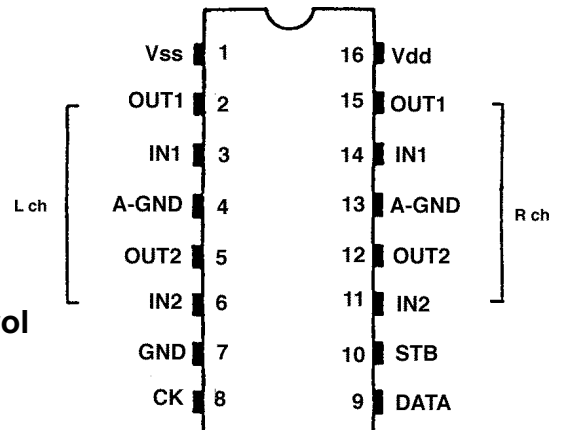 Vss 1 16 Vdd
OUT1 2 15 OUT1
IN1 3 14 IN1
L ch A-GND 4 13 A-GND R ch
OUT2 5 12 OUT2
IN2 6 11 IN2
ol
GND 7 10 STB
CK 8 9 DATA